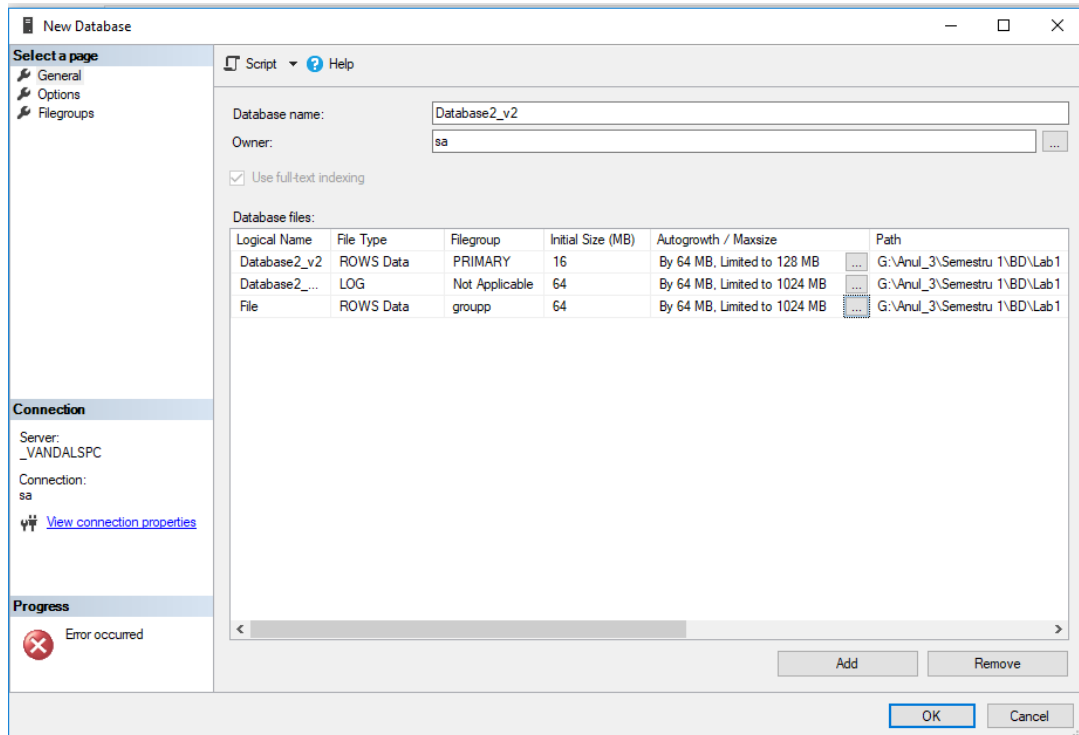 New Database
Select a page
General
Options
Filegroups
Script Help
Database name: Database2_v2
Owner: sa ...
Use full-text indexing
Database files:
Logical Name File Type Filegroup Initial Size (MB) Autogrowth / Maxsize Path
Database2_v2 ROWS Data PRIMARY 16 By 64 MB, Limited to 128 MB ... G:\Anul_3\Semestru 1\BD\Lab1
Database2_... LOG Not Applicable 64 By 64 MB, Limited to 1024 MB ... G:\Anul_3\Semestru 1\BD\Lab1
File ROWS Data groupp 64 By 64 MB, Limited to 1024 MB ... G:\Anul_3\Semestru 1\BD\Lab1
Connection
Server:
_VANDALSPC
Connection:
sa
View connection properties
Progress
Error occurred
Add Remove
OK Cancel